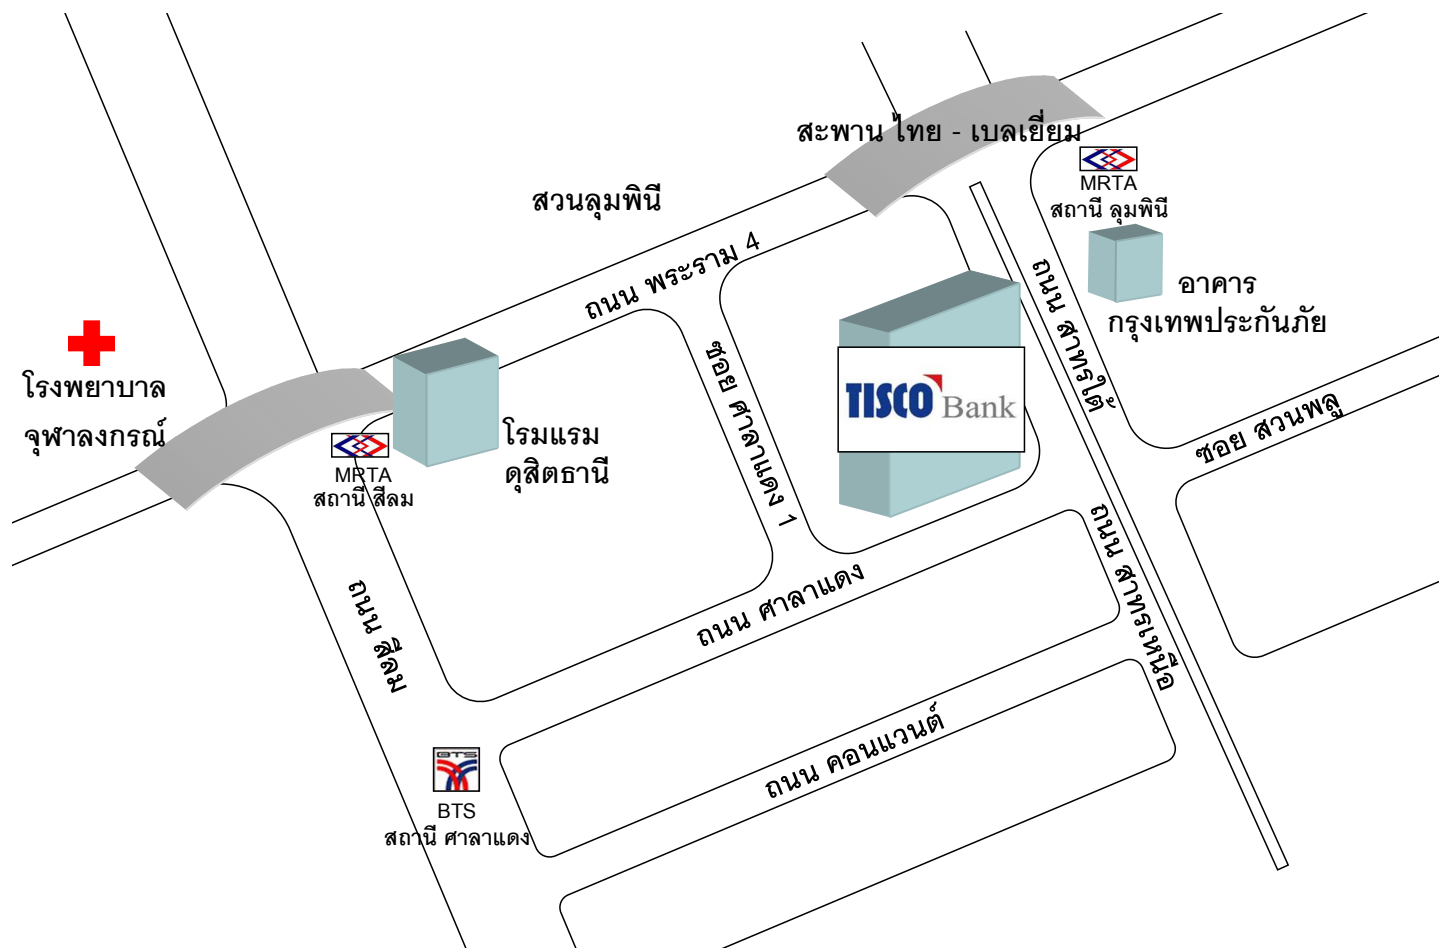 สะพาน ไทย - เบลเยี่ยม
MRTA
สถานี ลุมพินี
สวนลุมพินี
ถนน พระราม 4
อาคาร
กรุงเทพประกันภัย
ถนน สาทรใต้
โรงพยาบาล
จุฬาลงกรณ์
โรมแรม
ดุสิตธานี
MRTA
สถานี สีลม
ซอย ศาลาแดง 1
TISCO Bank
ซอย สวนพลู
ถนน สาทรเหนือ
ถนน ศาลาแดง
ถนน สีลม
ถนน คอนแวนต์
BTS
BTS
สถานี ศาลาแดง